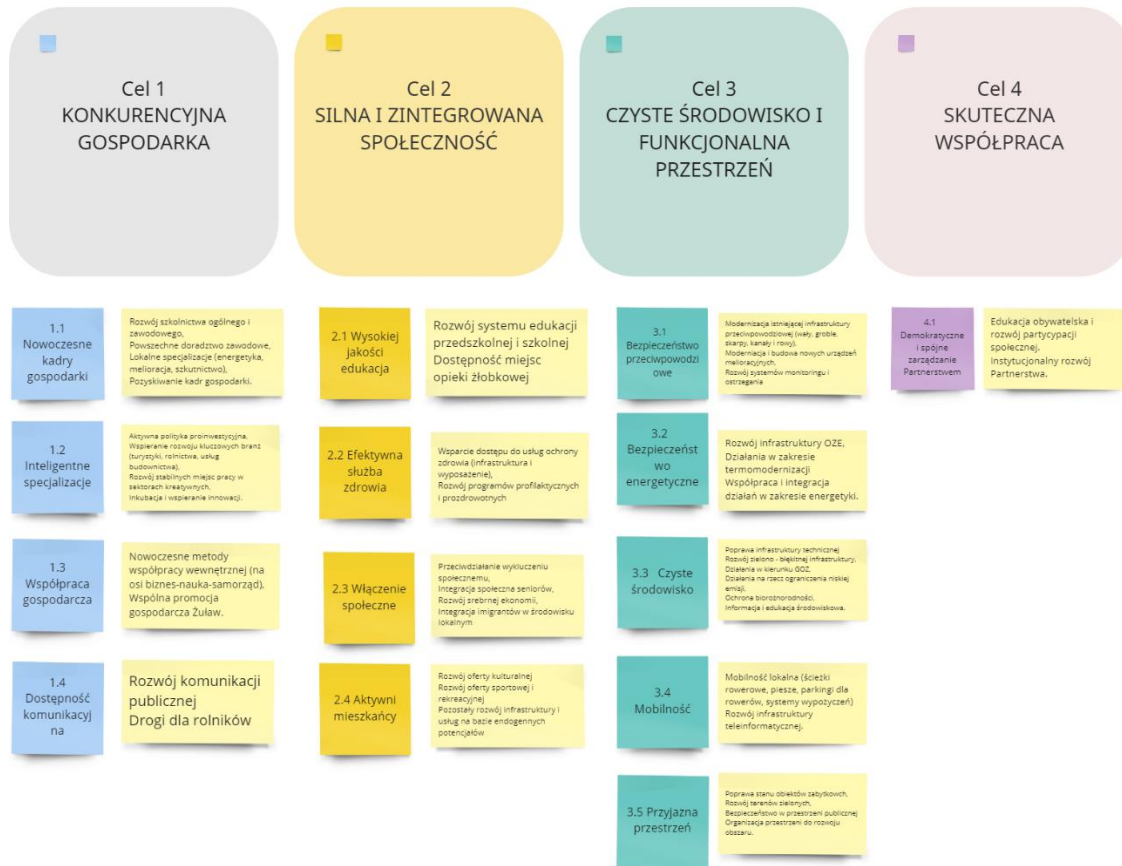 Cel 1
KONKURENCYJNA
GOSPODARKA
Cel 2
SILNA I ZINTEGROWANA
SPOŁECZNOŚĆ
Cel 3
CZYSTE ŚRODOWISKO I
FUNKCJONALNA
PRZESTRZEŃ
Cel 4
SKUTECZNA
WSPÓŁPRACA
1.1
Nowoczesne
kadry
gospodarki
Rozwój szkolnictwa ogólnego i
zawodowego,
Powszechne doradztwo zawodowe,
Lokalne specjalizacje (energetyka,
melioracja, szkutnictwo),
Pozyskiwanie kadr gospodarki.
1.2
Inteligentne
specjalizacje
Aktywna polityka proinwestycyjna,
Wspieranie rozwoju kluczowych branż
(turystyki, rolnictwa, usług
budownictwa),
Rozwój stabilnych miejsc pracy w
sektorach kreatywnych,
Inkubacja i wspieranie innowacji.
1.3
Współpraca
gospodarcza
Nowoczesne metody
współpracy wewnętrznej (na
osi biznes-nauka-samorząd),
Wspólna promocja
gospodarcza Żuław.
1.4
Dostępność
komunikacyj
na
Rozwój komunikacji
publicznej
Drogi dla rolników
2.1 Wysokiej
jakości
edukacja
Rozwój systemu edukacji
przedszkolnej i szkolnej
Dostępność miejsc
opieki żłobkowej
2.2 Efektywna
służba
zdrowia
Wsparcie dostępu do usług ochrony
zdrowia (infrastruktura i
wyposażenie),
Rozwój programów profilaktycznych
i prozdrowotnych
2.3 Włączenie
społeczne
Przeciwdziałanie wykluczeniu
społecznemu,
Integracja społeczna seniorów,
Rozwój srebrnej ekonomii,
Integracja imigrantów w środowisku
lokalnym
2.4 Aktywni
mieszkańcy
Rozwój oferty kulturalnej
Rozwój oferty sportowej i
rekreacyjnej
Pozostały rozwój infrastruktury i
usług na bazie endogennych
potencjałów
3.1
Bezpieczeństwo
przeciwpowodzi
owe
Modernizacja istniejącej infrastruktury
przeciwpowodziowej (wały, groble,
skarpy, kanały i rowy),
Moderniacja i budowa nowych urządzeń
melioracyjnych,
Rozwój systemów monitoringu i
ostrzegania
3.2
Bezpieczeńst
wo
energetyczne
Rozwój infrastruktury OZE,
Działania w zakresie
termomodernizacji
Współpraca i integracja
działań w zakresie energetyki.
3.3 Czyste
środowisko
Poprawa infrastruktury technicznej
Rozwój zielono - błękitnej infrastruktury,
Działania w kierunku GOZ,
Działania na rzecz ograniczenia niskiej
emisji,
Ochrona bioróżnorodności,
Informacja i edukacja środowiskowa.
3.4
Mobilność
Mobilność lokalna (ścieżki
rowerowe, piesze, parkingi dla
rowerów, systemy wypożyczeń)
Rozwój infrastruktury
teleinformatycznej.
3.5 Przyjazna
przestrzeń
Poprawa stanu obiektów zabytkowch,
Rozwój terenów zielonych,
Bezpieczeństwo w przestrzeni publicznej
Organizacja przestrzeni do rozwoju
obszaru.
4.1
Demokratyczne
i spójne
zarządzanie
Partnerstwem
Edukacja obywatelska i
rozwój partycypacji
społecznej,
Instytucjonalny rozwój
Partnerstwa.